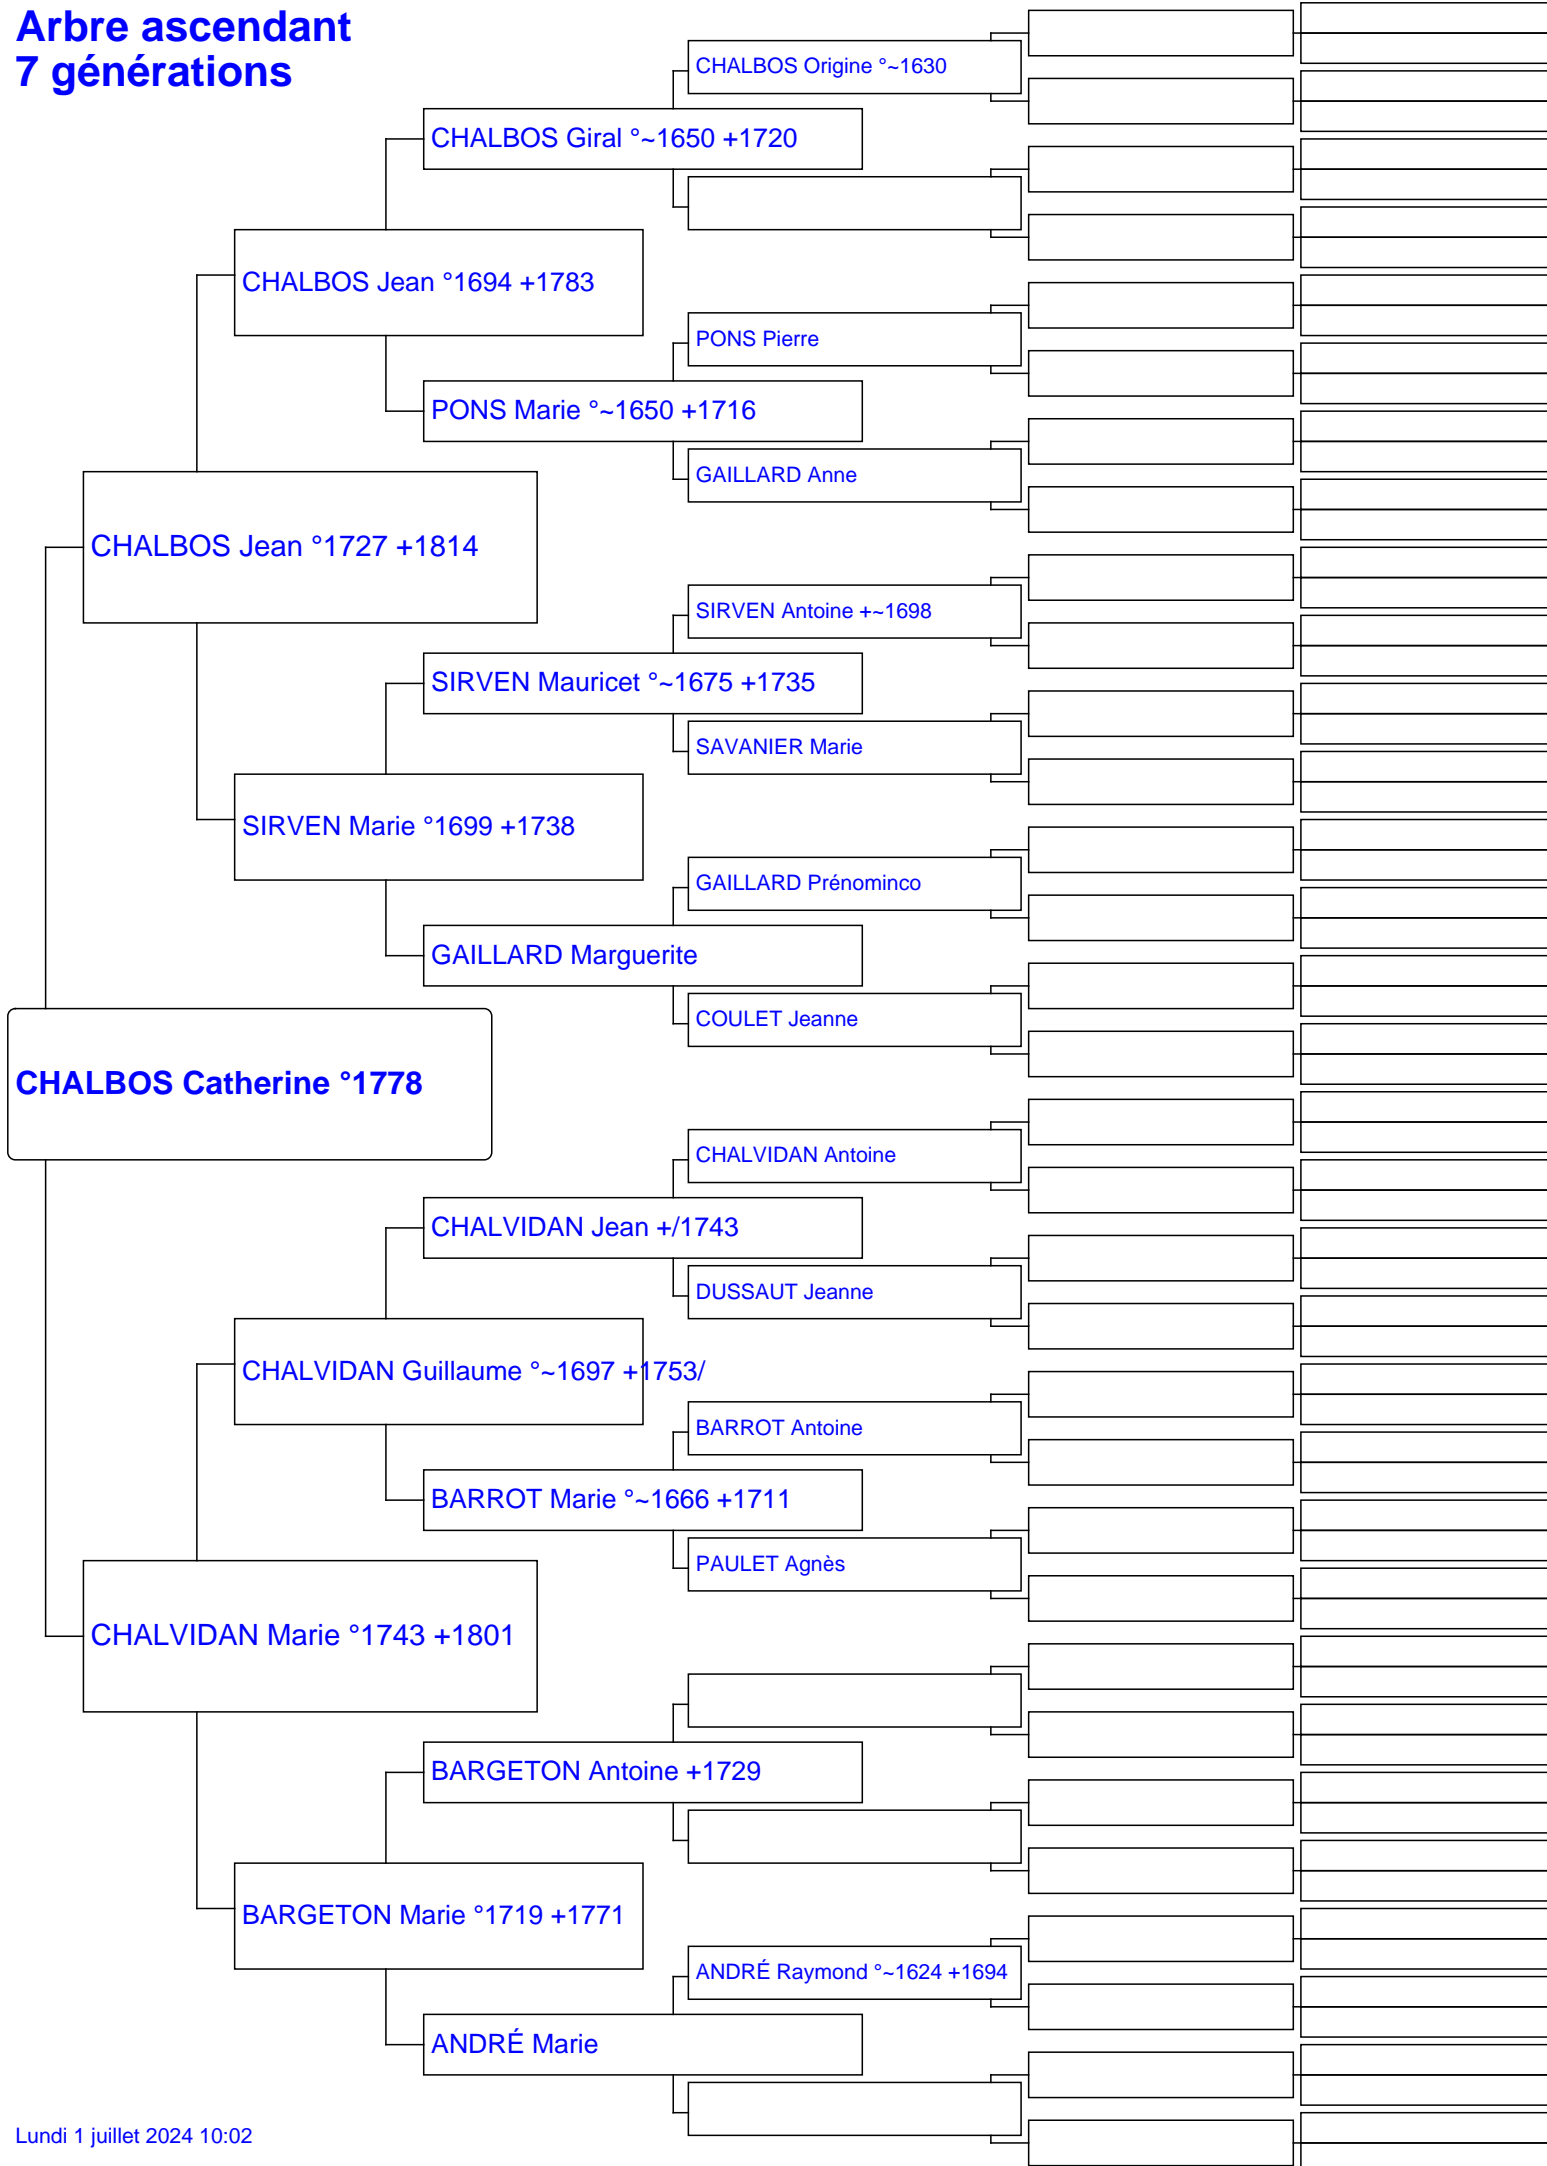 Arbre ascendant
7 générations
CHALBOS Origine °~1630
CHALBOS Giral °~1650 +1720
CHALBOS Jean °1694 +1783
PONS Pierre
PONS Marie °~1650 +1716
GAILLARD Anne
CHALBOS Jean °1727 +1814
SIRVEN Antoine +~1698
SIRVEN Mauricet °~1675 +1735
SAVANIER Marie
SIRVEN Marie °1699 +1738
GAILLARD Prénominco
GAILLARD Marguerite
COULET Jeanne
CHALBOS Catherine °1778
CHALVIDAN Antoine
CHALVIDAN Jean +/1743
DUSSAUT Jeanne
CHALVIDAN Guillaume °~1697 +1753/
BARROT Antoine
BARROT Marie °~1666 +1711
PAULET Agnès
CHALVIDAN Marie °1743 +1801
BARGETON Antoine +1729
BARGETON Marie °1719 +1771
ANDRÉ Raymond °~1624 +1694
ANDRÉ Marie
Lundi 1 juillet 2024 10:02